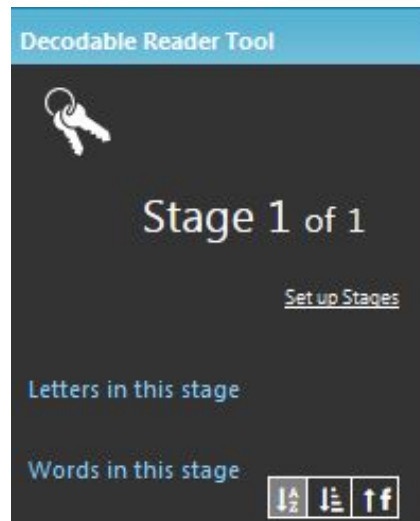 Decodable Reader Tool
Stage 1 of 1
Set up Stages
Letters in this stage
Words in this stage